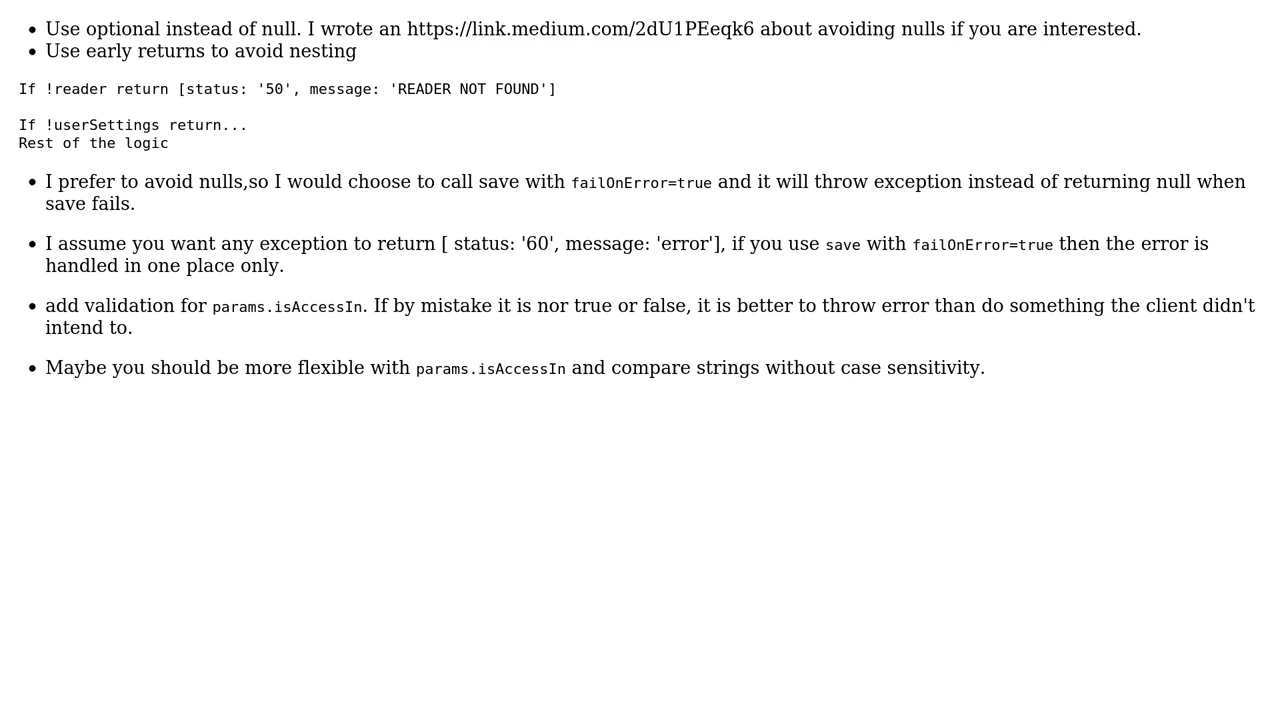 • Use optional instead of null. I wrote an https://link.medium.com/2dU1PEeqk6 about avoiding nulls if you are interested.
• Use early returns to avoid nesting
If !reader return [status: '50', message: 'READER NOT FOUND']
If !userSettings return...
Rest of the logic
• I prefer to avoid nulls,so I would choose to call save with failOnError=true and it will throw exception instead of returning null when
save fails.
• I assume you want any exception to return [ status: '60', message: 'error'], if you use save with failOnError=true then the error is
handled in one place only.
• add validation for params.isAccessIn. If by mistake it is nor true or false, it is better to throw error than do something the client didn't
intend to.
• Maybe you should be more flexible with params.isAccessIn and compare strings without case sensitivity.